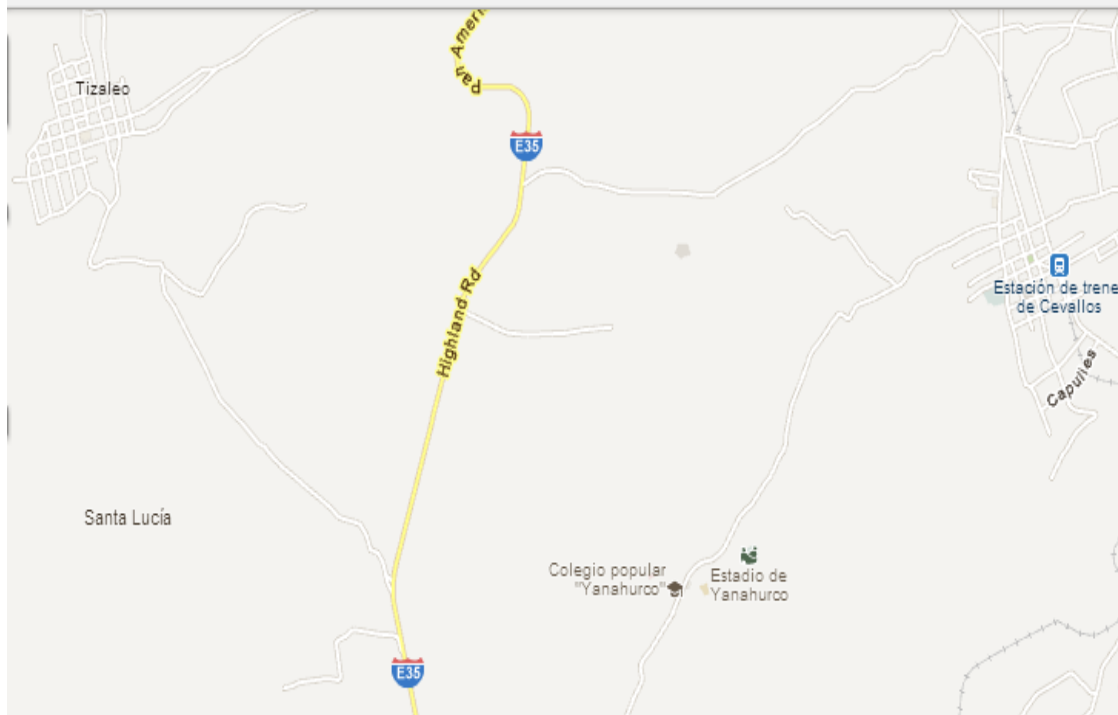 Pan Ameri
Tizaleo
E35
Highland Rd
Estación de trene
de Cevallos
Capulies
Santa Lucía
Colegio popular
"Yanahurco"
Estadio de
Yanahurco
E35